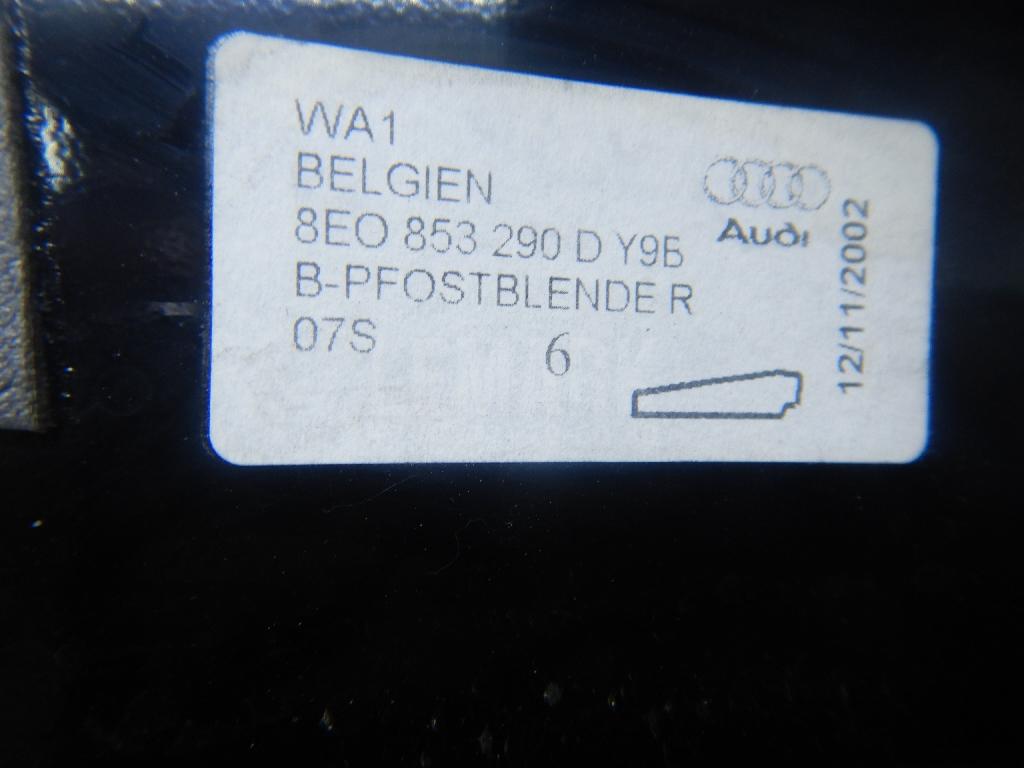 WA1
BELGIEN
8E0 853 290 D Y9B
B-PFOSTBLENDE R
07S
6
Audi
12/11/2002